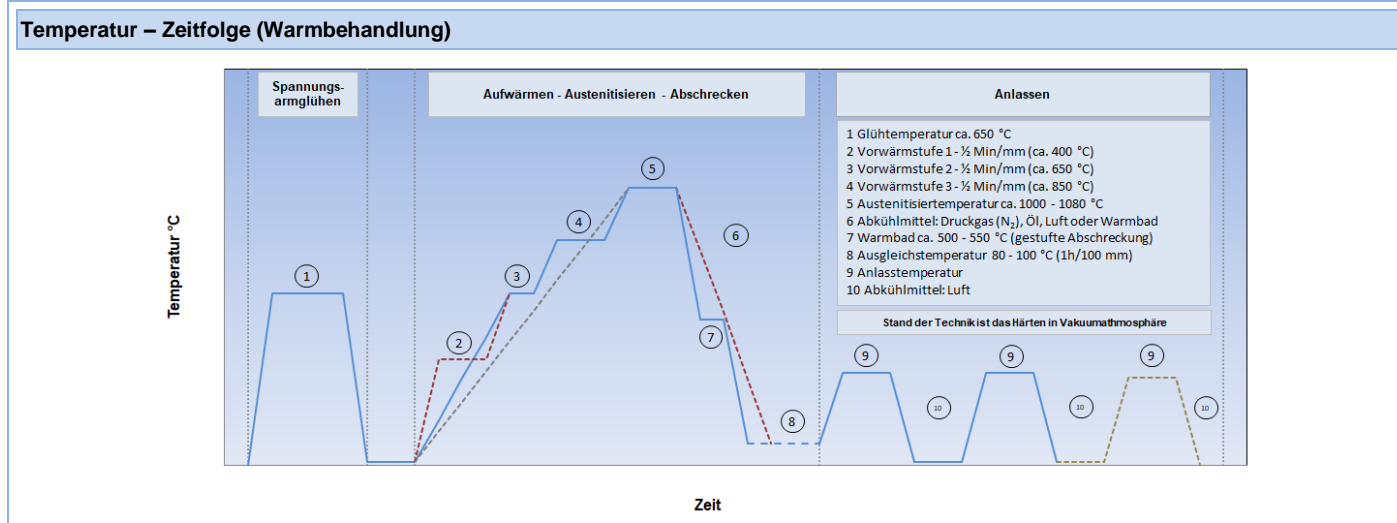 Temperatur – Zeitfolge (Warmbehandlung)
Spannungs-
armglühen
Aufwärmen - Austenitisieren - Abschrecken
Anlassen
1 Glühtemperatur ca. 650 °C
2 Vorwärmstufe 1 - ½ Min/mm (ca. 400 °C)
3 Vorwärmstufe 2 - ½ Min/mm (ca. 650 °C)
4 Vorwärmstufe 3 - ½ Min/mm (ca. 850 °C)
5 Austenitisiertemperatur ca. 1000 - 1080 °C
6 Abkühlmittel: Druckgas (N₂), Öl, Luft oder Warmbad
7 Warmbad ca. 500 - 550 °C (gestufte Abschreckung)
8 Ausgleichstemperatur 80 - 100 °C (1h/100 mm)
9 Anlasstemperatur
10 Abkühlmittel: Luft
Stand der Technik ist das Härten in Vakuumathmosphäre
Temperatur °C
1
2
3
4
5
6
7
8
9
10
9
10
9
10
Zeit